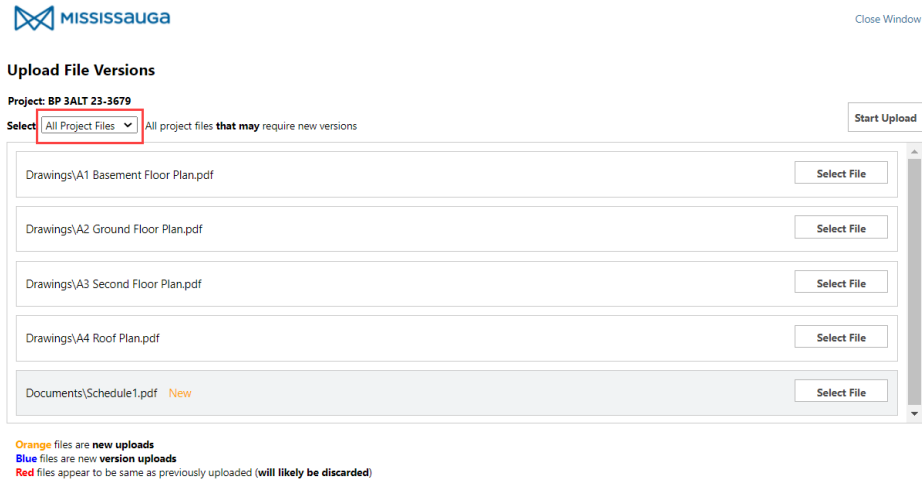 MISSISSAUGA
Close Window
Upload File Versions
Project: BP 3ALT 23-3679
Select All Project Files All project files that may require new versions
Start Upload
Drawings\A1 Basement Floor Plan.pdf Select File
Drawings\A2 Ground Floor Plan.pdf Select File
Drawings\A3 Second Floor Plan.pdf Select File
Drawings\A4 Roof Plan.pdf Select File
Documents\Schedule1.pdf New Select File
Orange files are new uploads
Blue files are new version uploads
Red files appear to be same as previously uploaded (will likely be discarded)